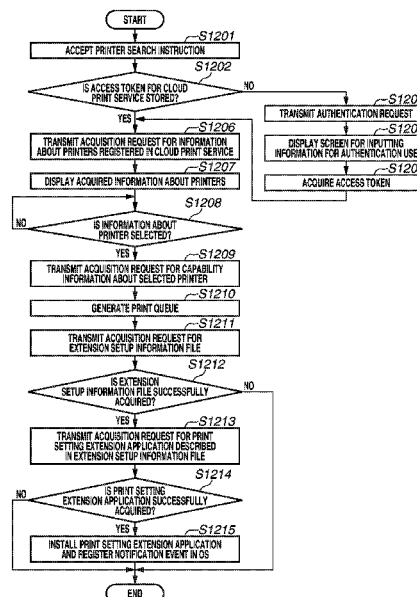 START
S1201
ACCEPT PRINTER SEARCH INSTRUCTION
S1202
IS ACCESS TOKEN FOR CLOUD
PRINT SERVICE STORED?
NO
YES
S120
TRANSMIT AUTHENTICATION REQUEST
S120
DISPLAY SCREEN FOR INPUTTING
INFORMATION FOR AUTHENTICATION USE
S120
ACQUIRE ACCESS TOKEN
S1206
TRANSMIT ACQUISITION REQUEST FOR INFORMATION
ABOUT PRINTERS REGISTERED IN CLOUD PRINT SERVICE
S1207
DISPLAY ACQUIRED INFORMATION ABOUT PRINTERS
S1208
IS INFORMATION ABOUT
PRINTER SELECTED?
NO
YES
S1209
TRANSMIT ACQUISITION REQUEST FOR CAPABILITY
INFORMATION ABOUT SELECTED PRINTER
S1210
GENERATE PRINT QUEUE
S1211
TRANSMIT ACQUISITION REQUEST FOR
EXTENSION SETUP INFORMATION FILE
S1212
IS EXTENSION
SETUP INFORMATION FILE SUCCESSFULLY
ACQUIRED?
NO
YES
S1213
TRANSMIT ACQUISITION REQUEST FOR PRINT
SETTING EXTENSION APPLICATION DESCRIBED
IN EXTENSION SETUP INFORMATION FILE
S1214
IS PRINT SETTING
EXTENSION APPLICATION SUCCESSFULLY
ACQUIRED?
NO
YES
S1215
INSTALL PRINT SETTING EXTENSION APPLICATION
AND REGISTER NOTIFICATION EVENT IN OS
END